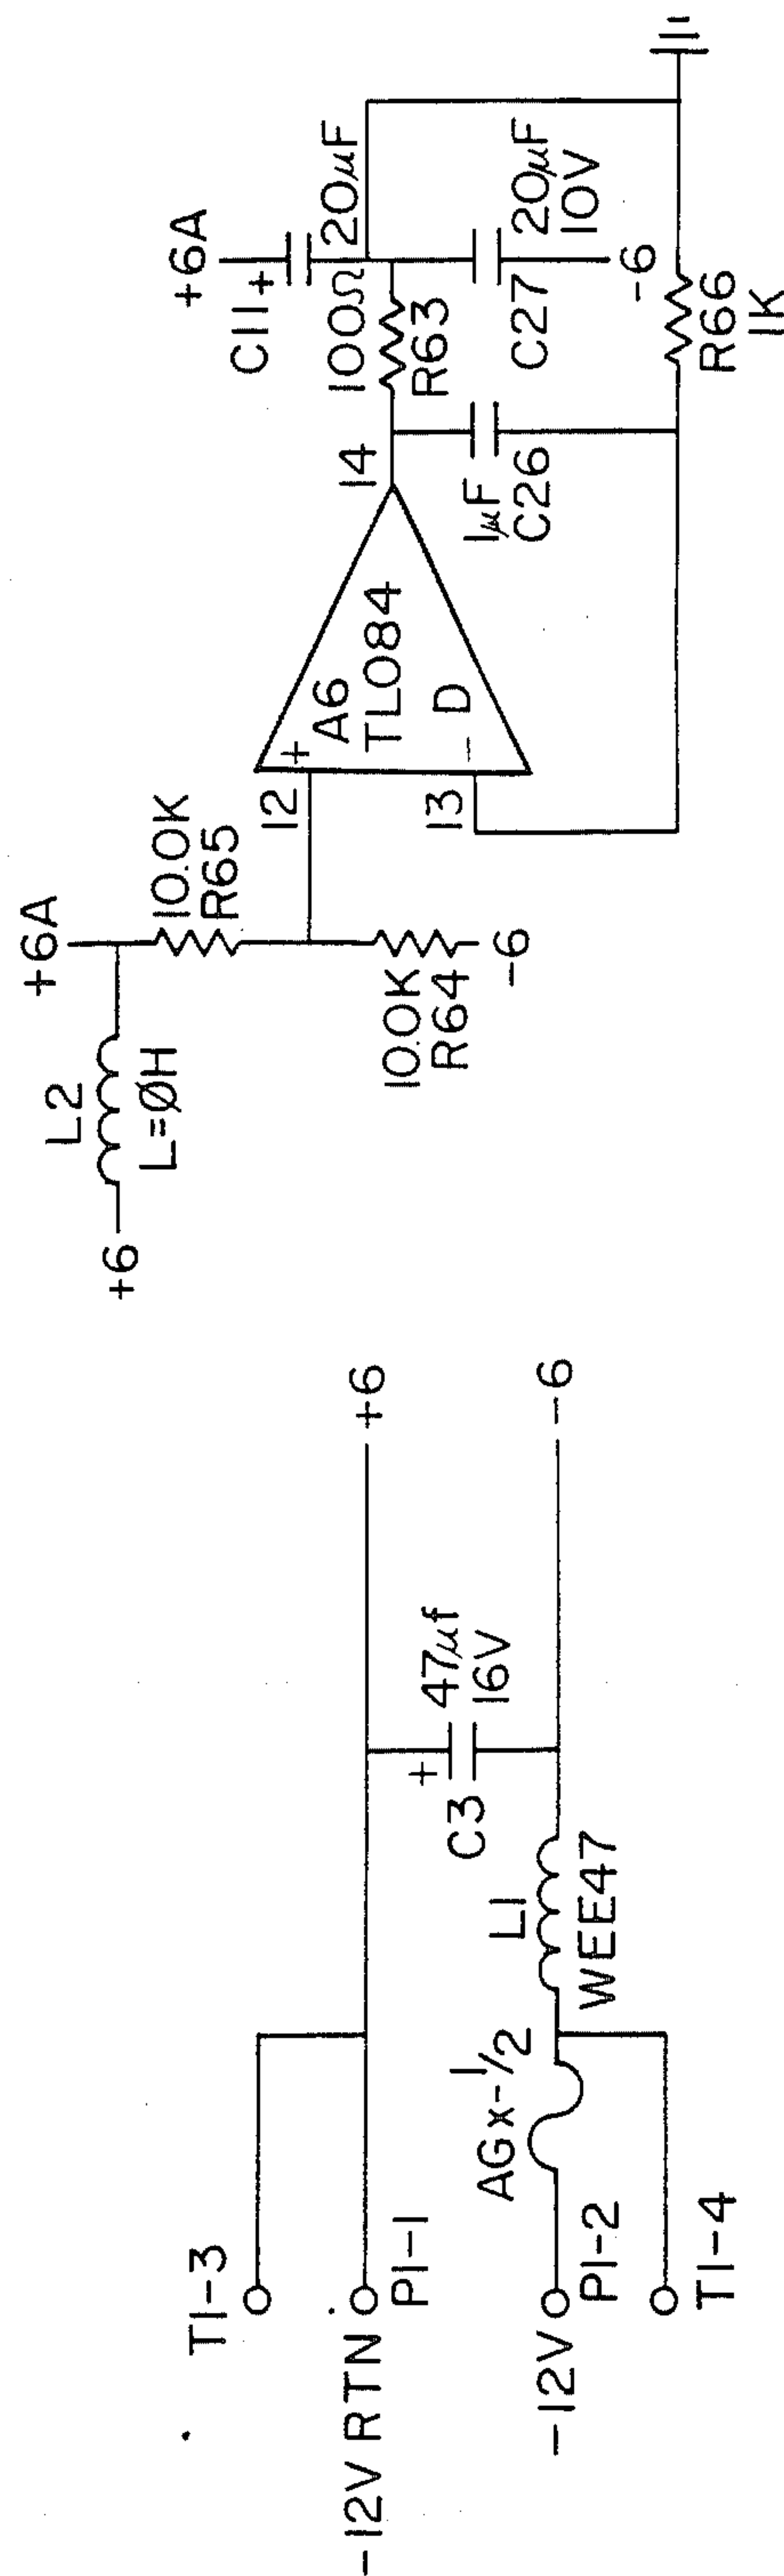 T1-3
-12V RTN
P1-1
+6
C3
+
47µf
16V
AGx-1/2
L1
WEE47
-12V
P1-2
-6
T1-4
+6A
L2
+6
L=ØH
10.0K
R65
10.0K
R64
-6
12
+
A6
TL084
13
-
D
14
1µF
C26
+6A
C11
+
20µF
100Ω
R63
C27
20µF
10V
-6
R66
1K